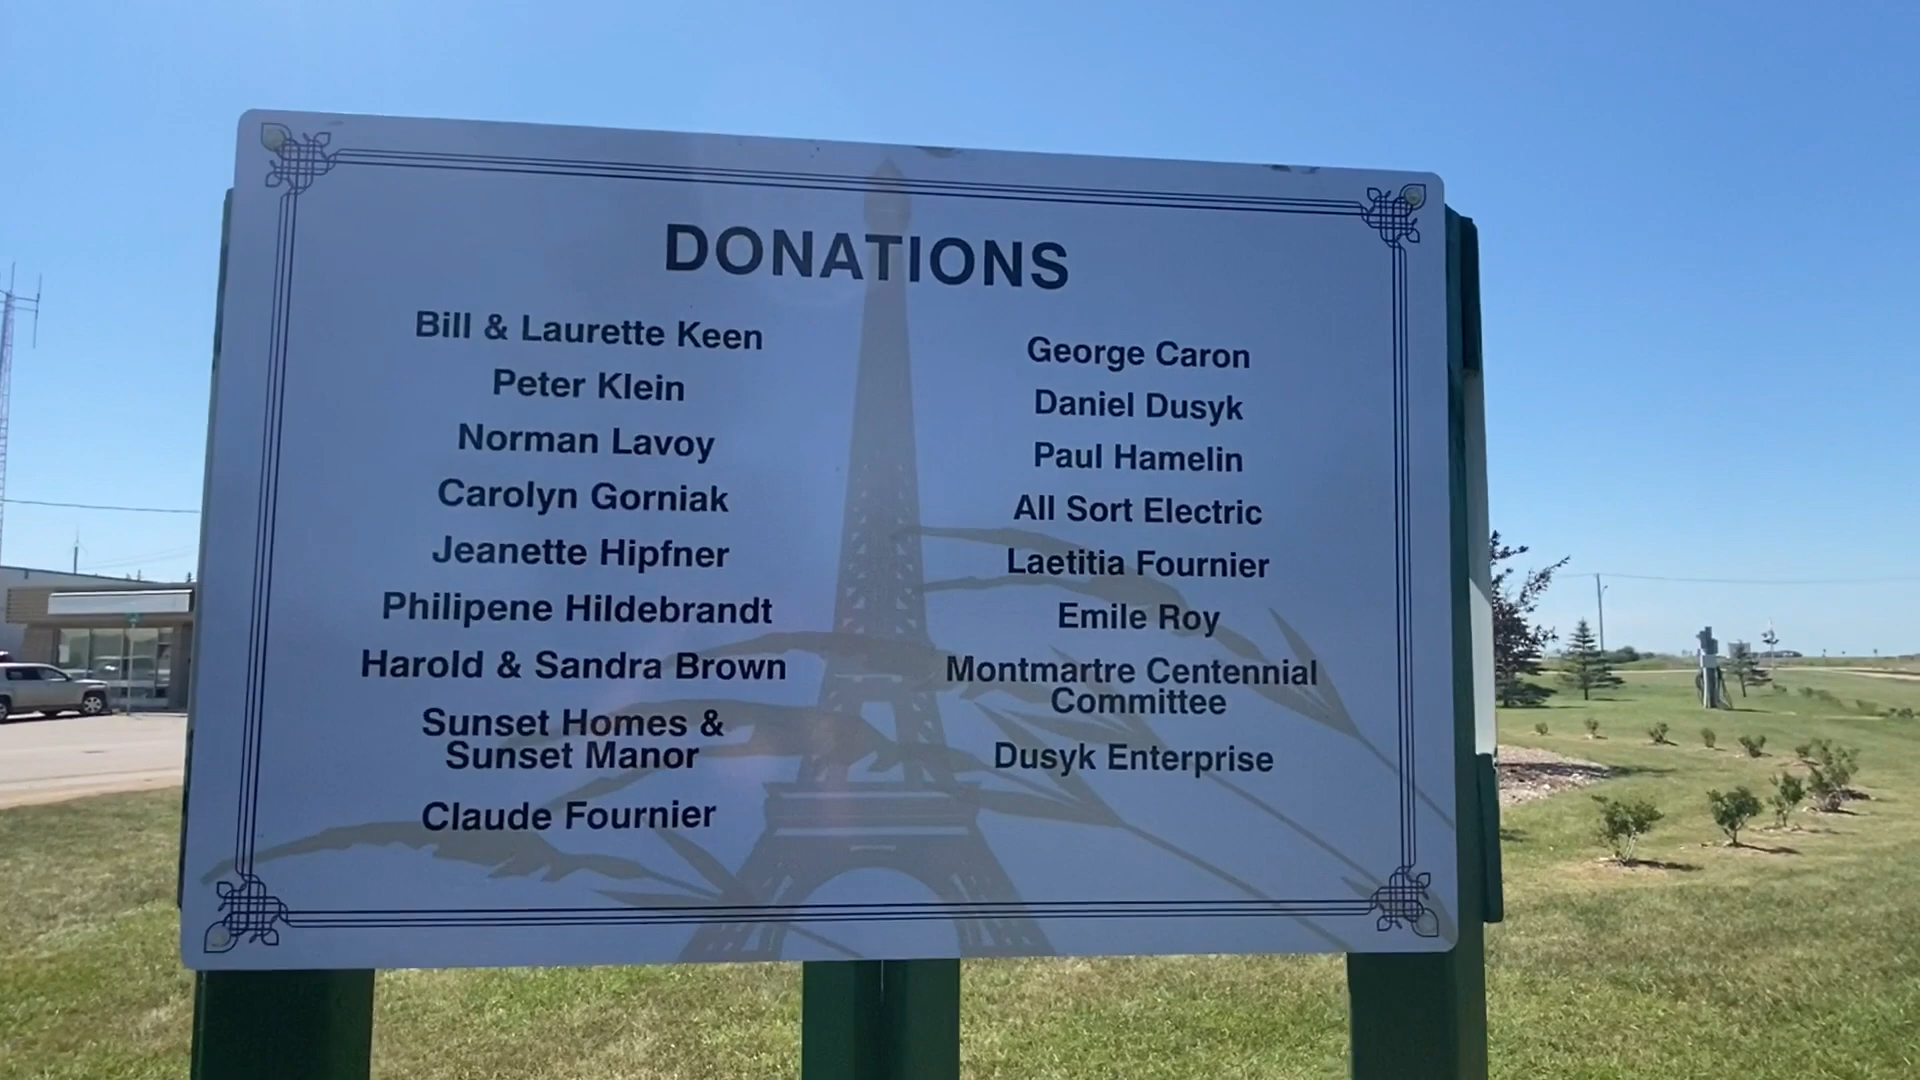 DONATIONS
Bill & Laurette Keen
Peter Klein
Norman Lavoy
Carolyn Gorniak
Jeanette Hipfner
Philipene Hildebrandt
Harold & Sandra Brown
Sunset Homes &
Sunset Manor
Claude Fournier
George Caron
Daniel Dusyk
Paul Hamelin
All Sort Electric
Laetitia Fournier
Emile Roy
Montmartre Centennial
Committee
Dusyk Enterprise